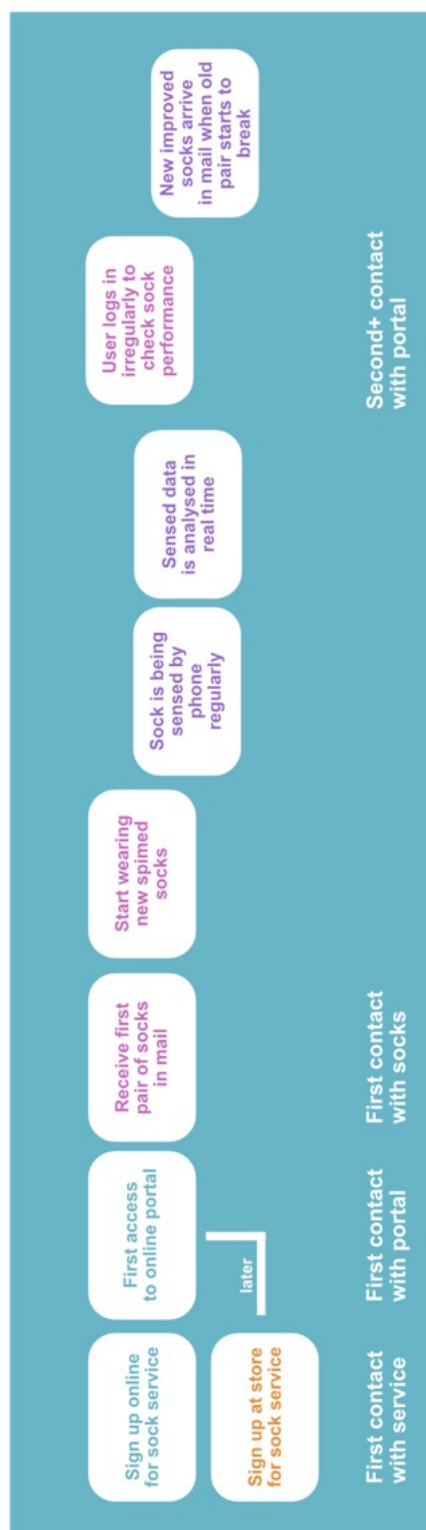 Sign up online
for sock service
Sign up at store
for sock service
later
First access
to online portal
Receive first
pair of socks
in mail
Start wearing
new spimed
socks
Sock is being
sensed by
phone
regularly
Sensed data
is analysed in
real time
User logs in
irregularly to
check sock
performance
New improved
socks arrive
in mail when old
pair starts to
break
First contact
with service
First contact
with portal
First contact
with socks
Second+ contact
with portal